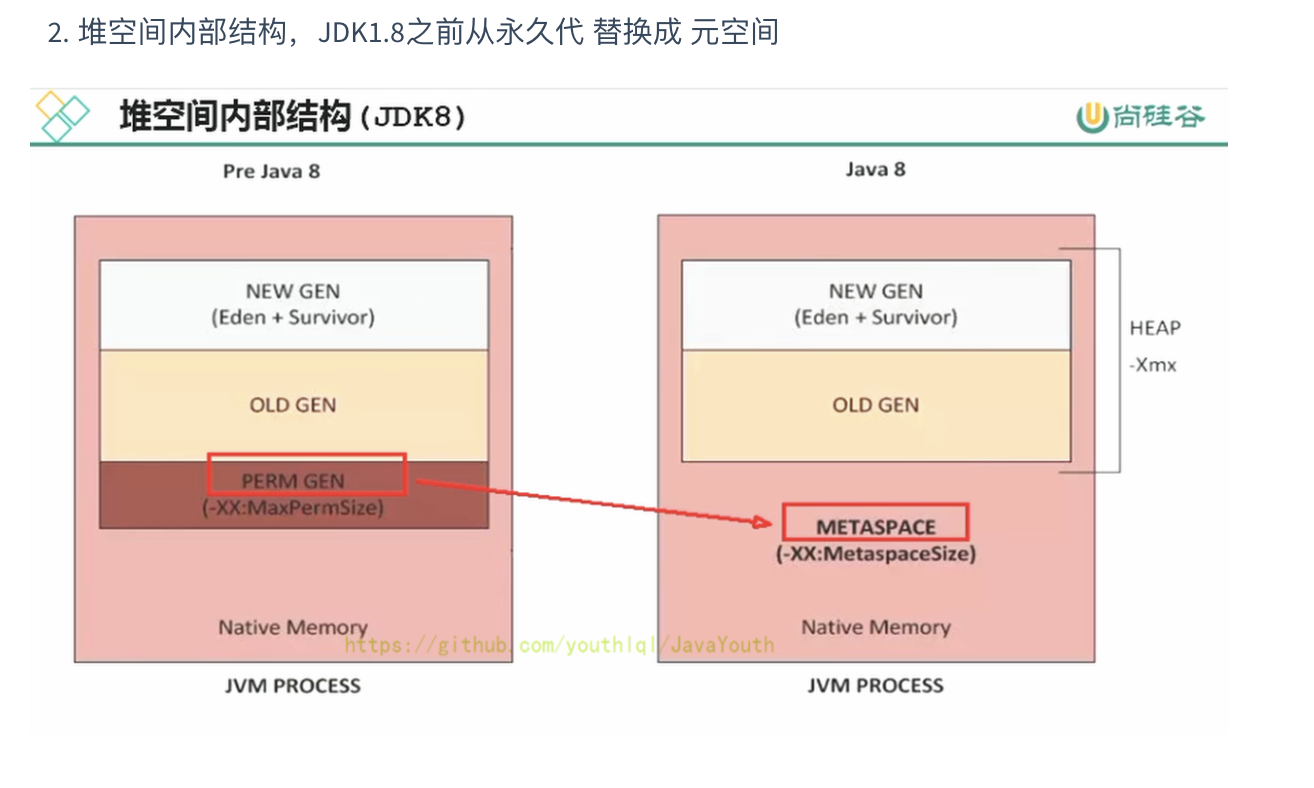 2. 堆空间内部结构，JDK1.8之前从永久代 替换成 元空间
堆空间内部结构(JDK8)
尚硅谷
Pre Java 8
Java 8
NEW GEN
(Eden + Survivor)
OLD GEN
PERM GEN
(-XX:MaxPermSize)
Native Memory
JVM PROCESS
NEW GEN
(Eden + Survivor)
OLD GEN
HEAP
-Xmx
METASPACE
(-XX:MetaspaceSize)
Native Memory
JVM PROCESS
https://github.com/youthlql/JavaYouth